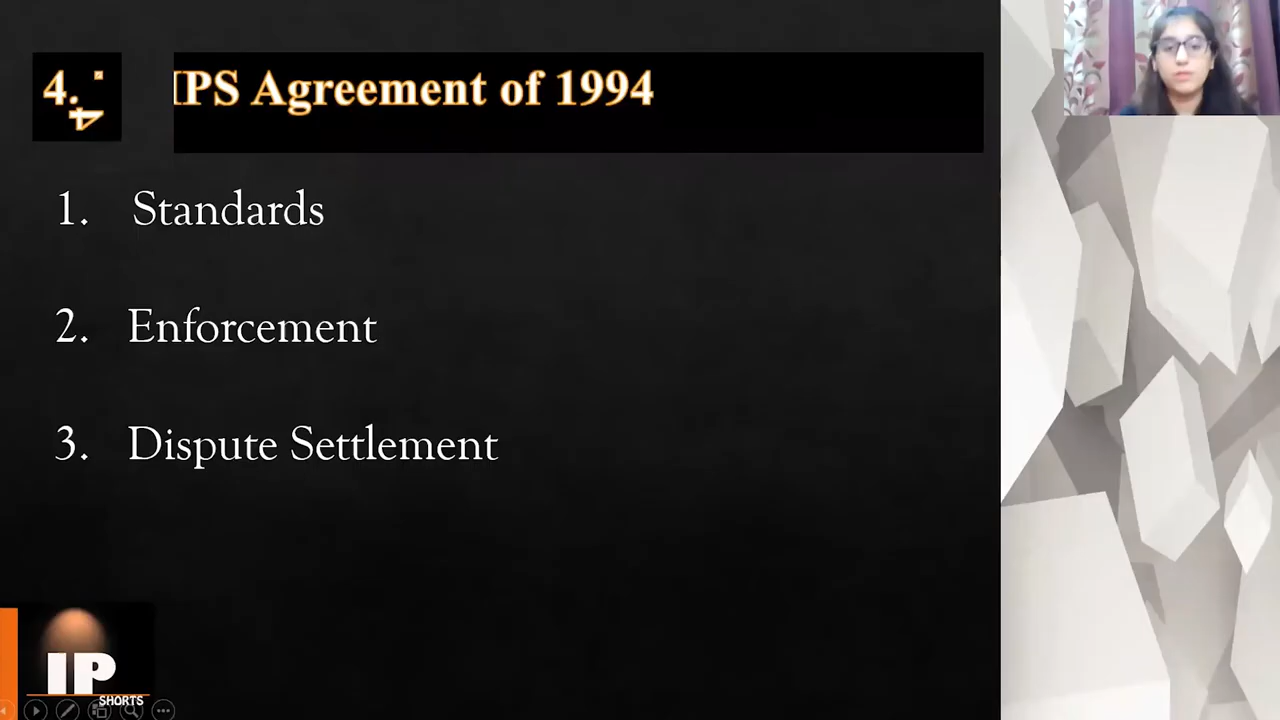 4.
IPS Agreement of 1994
1. Standards
2. Enforcement
3. Dispute Settlement
IP
SHORTS